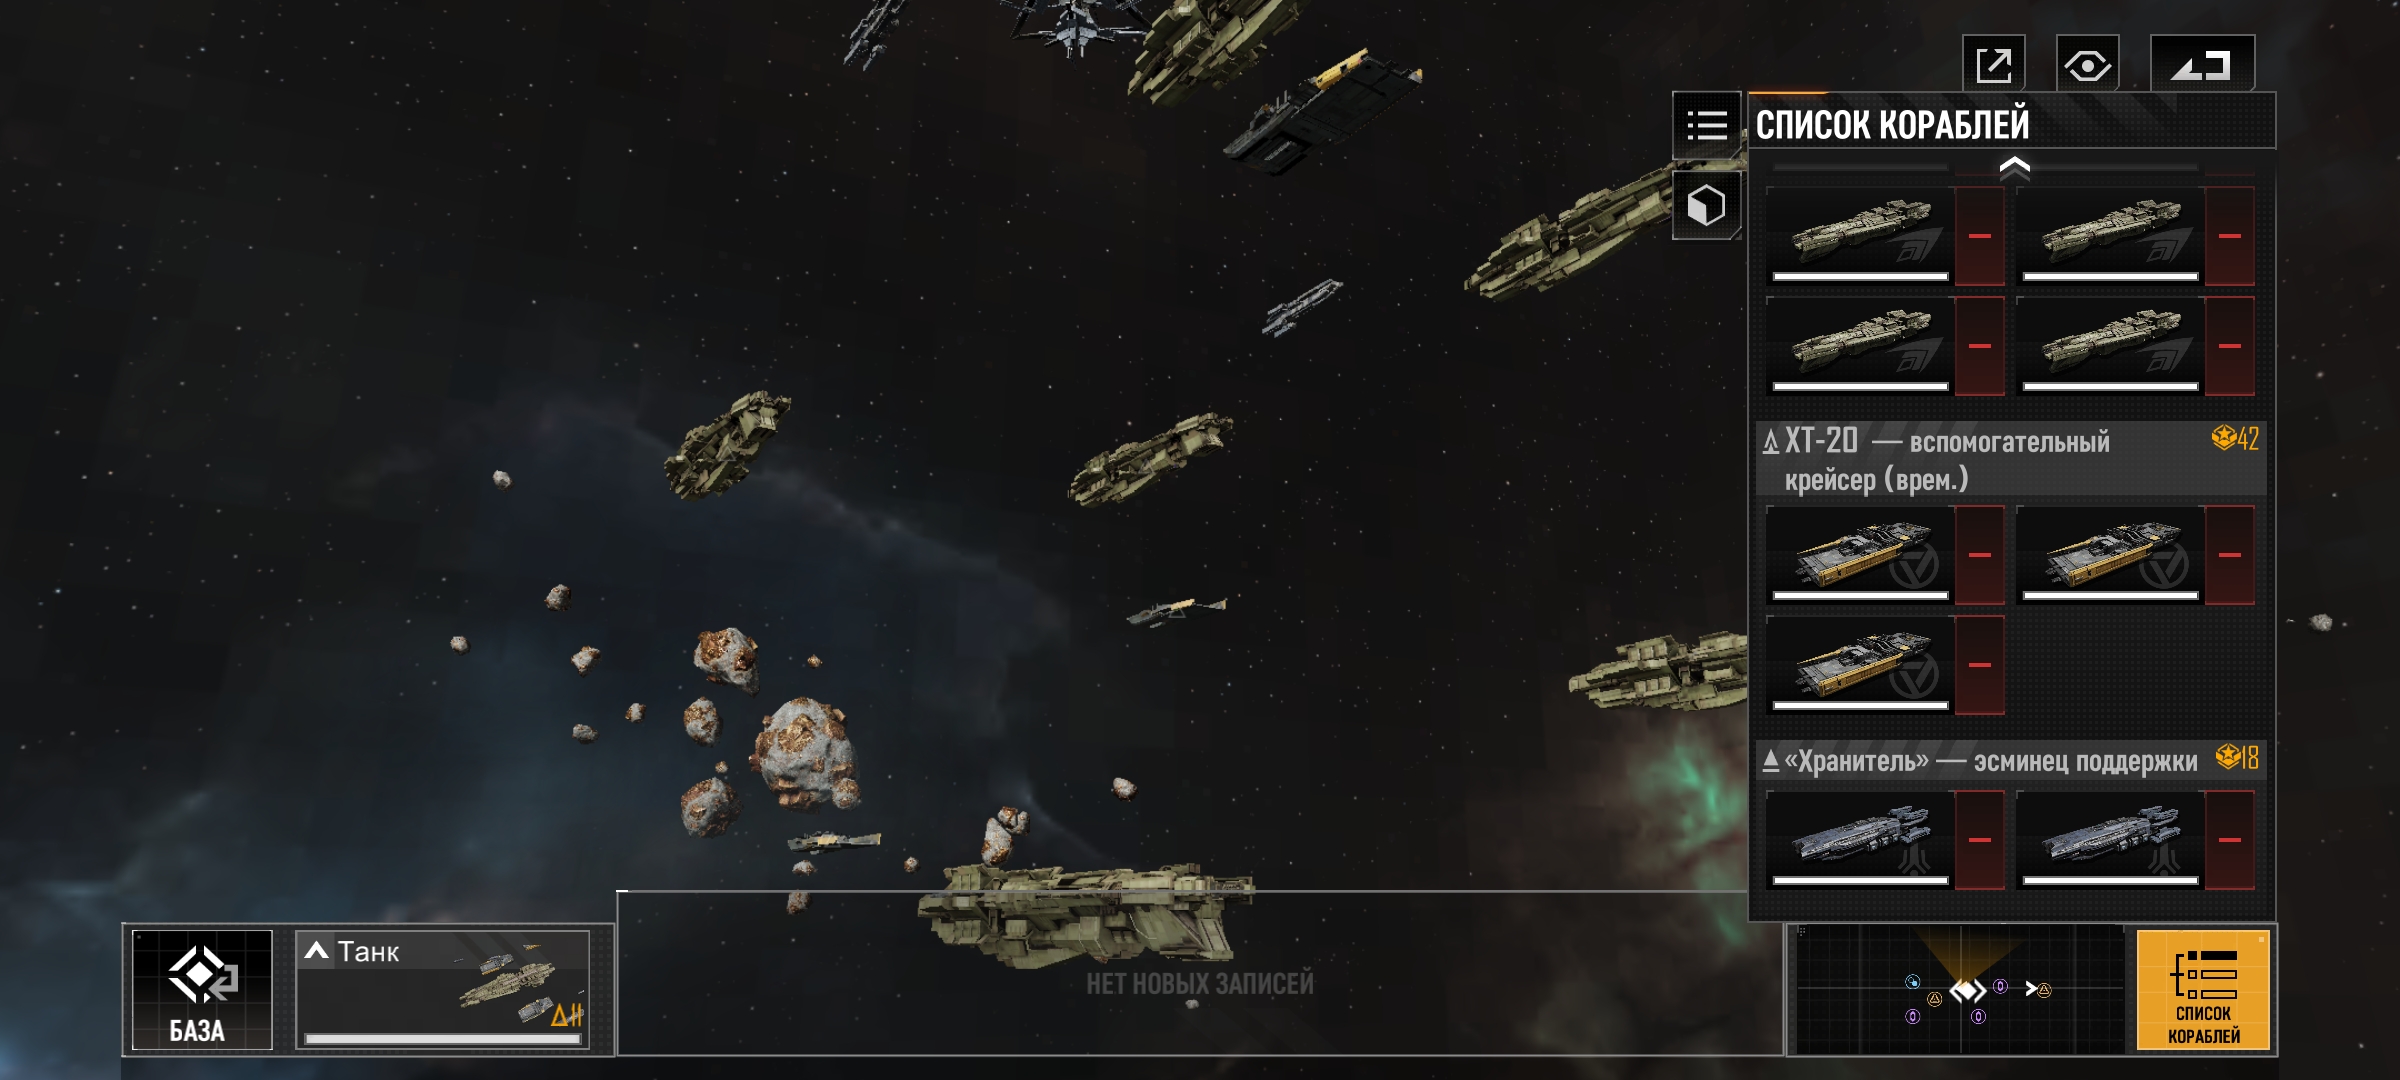 СПИСОК КОРАБЛЕЙ
XT-20 — вспомогательный
крейсер (врем.)
42
«Хранитель» — эсминец поддержки
18
БАЗА
Танк
НЕТ НОВЫХ ЗАПИСЕЙ
СПИСОК
КОРАБЛЕЙ